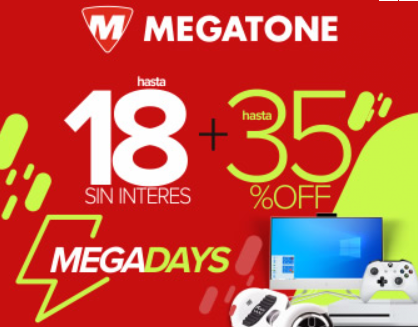 MEGATONE
hasta
18
SIN INTERES
+
hasta
35
%OFF
MEGADAYS